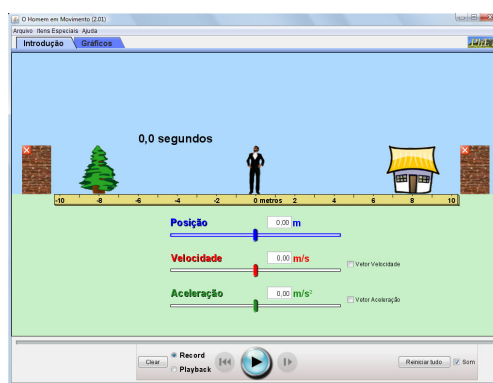 O Homem em Movimento (2.01)
Arquivo Itens Especiais Ajuda
Introdução Gráficos
PhET
0,0 segundos
-10 -8 -6 -4 -2 0 metros 2 4 6 8 10
Posição 0,00 m
Velocidade 0,00 m/s Vetor Velocidade
Aceleração 0,00 m/s² Vetor Aceleração
Clear Record Playback Reiniciar tudo Som